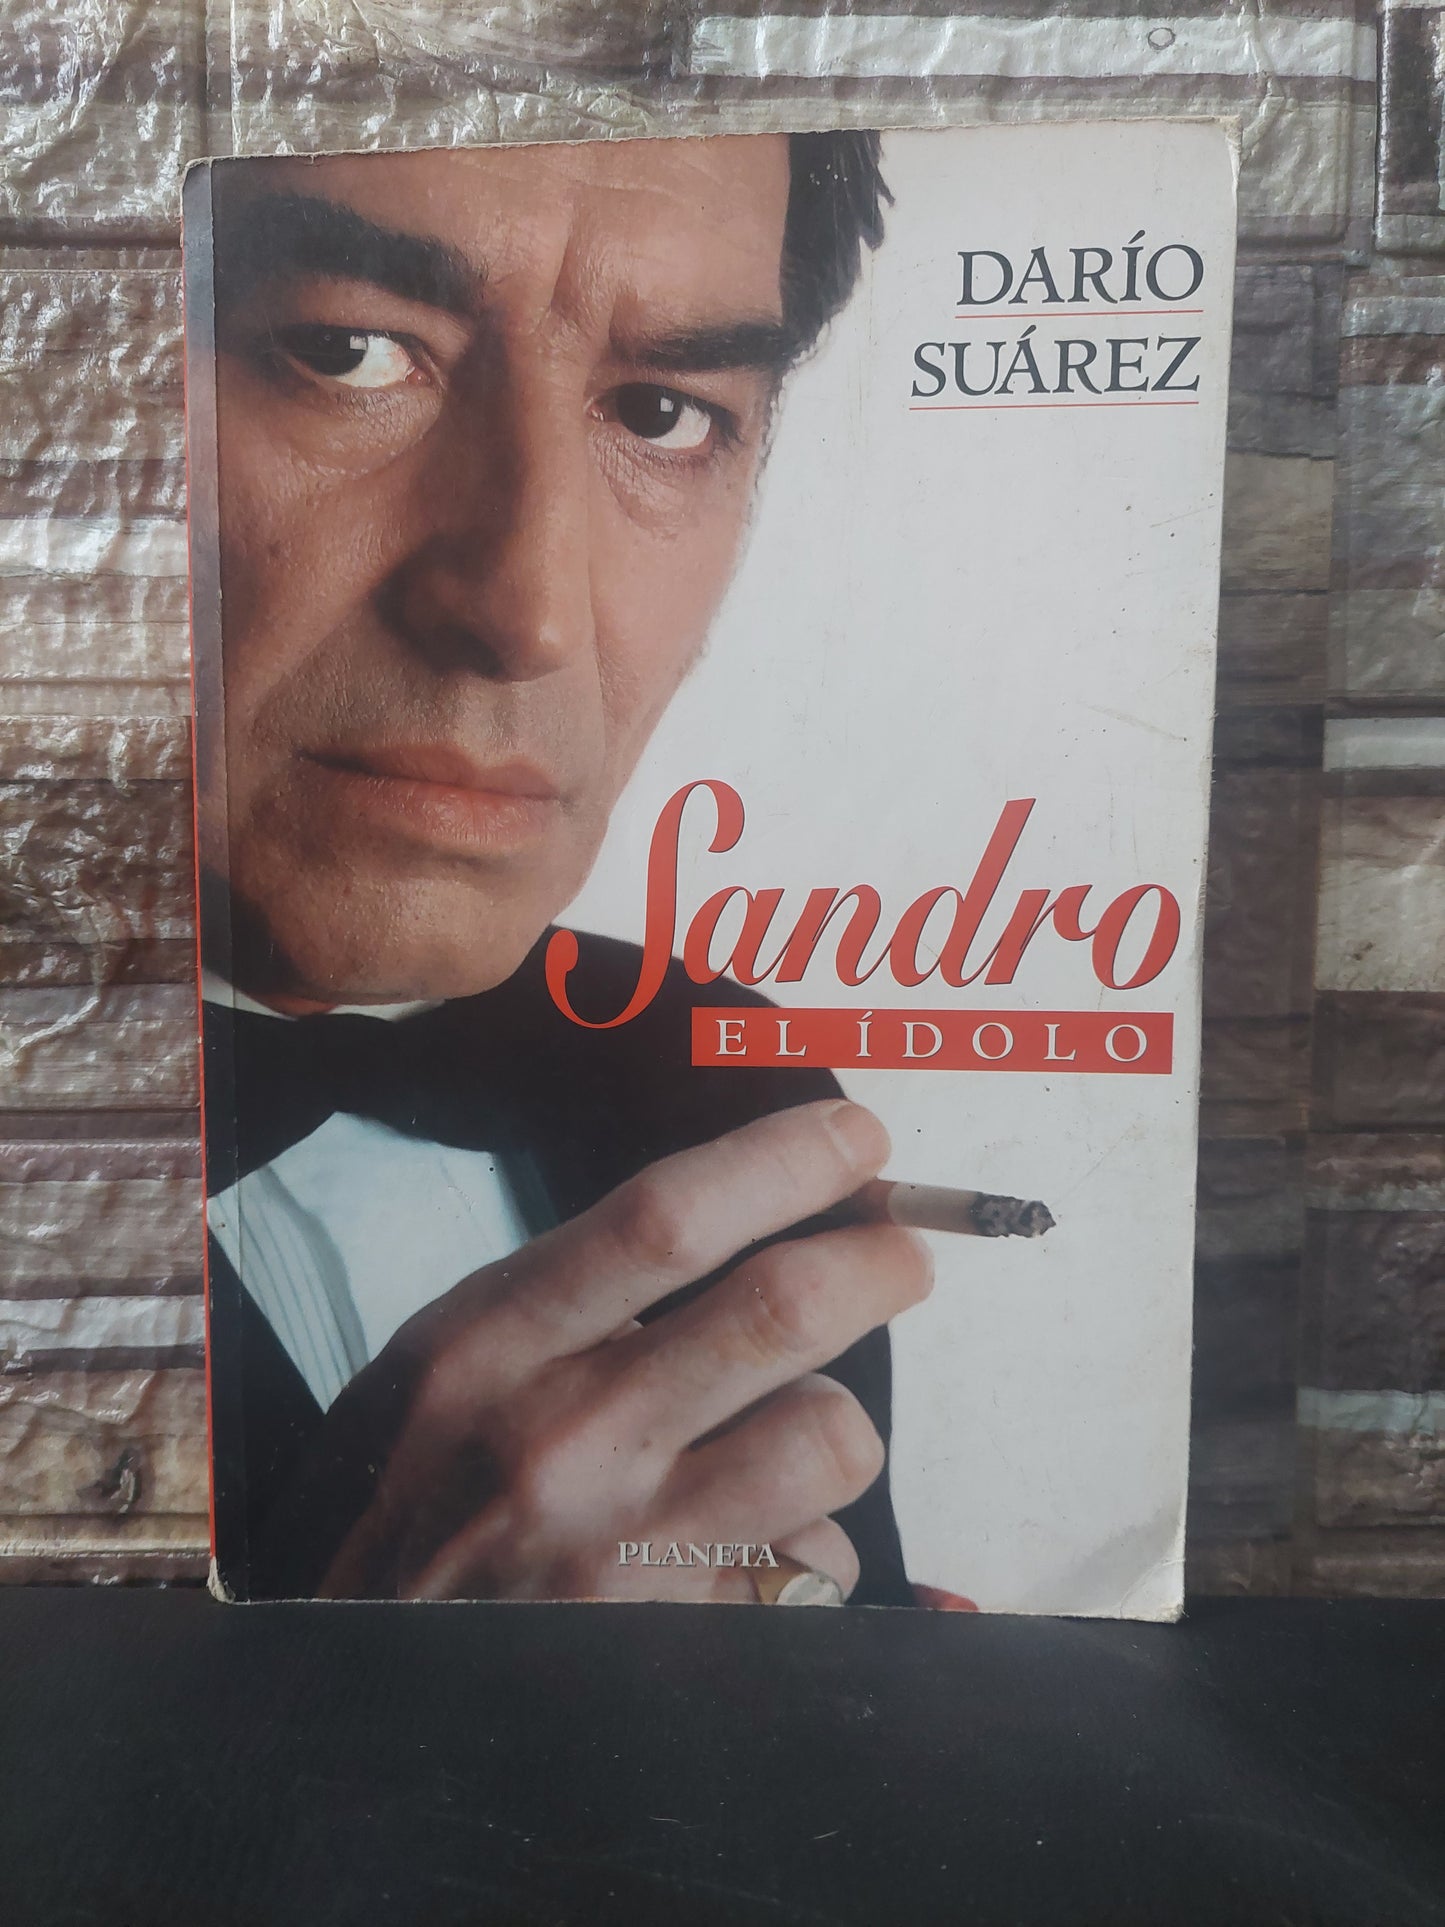 DARÍO
SUÁREZ
Sandro
EL ÍDOLO
PLANETA